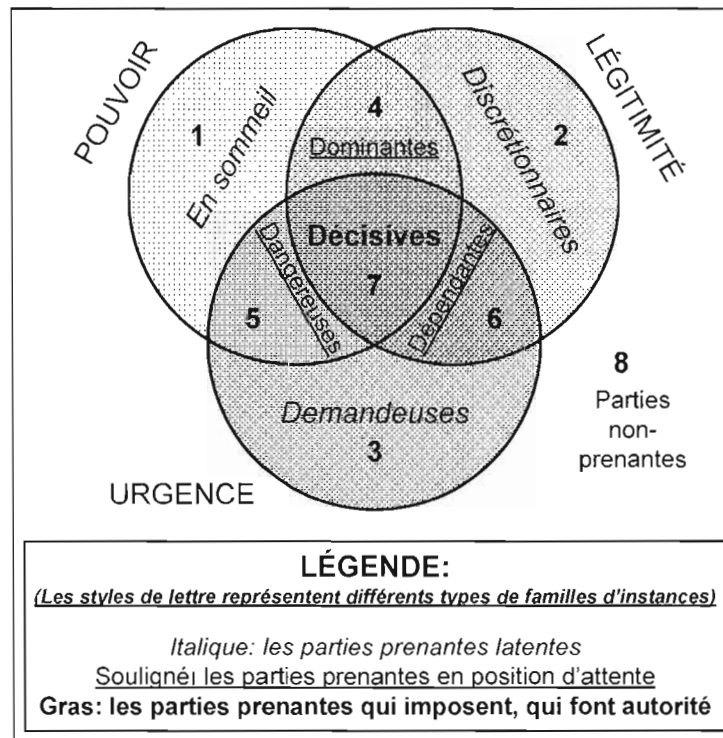 POUVOIR
LÉGITIMITÉ
1
En sommeil
4
Dominantes
2
Discrétionnaires
Décisives
7
Dangereuses
5
Dépendantes
6
Demandeuses
3
URGENCE
8
Parties
non-
prenantes
LÉGENDE:
(Les styles de lettre représentent différents types de familles d'instances)
Italique: les parties prenantes latentes
Soulignéı les parties prenantes en position d'attente
Gras: les parties prenantes qui imposent, qui font autorité